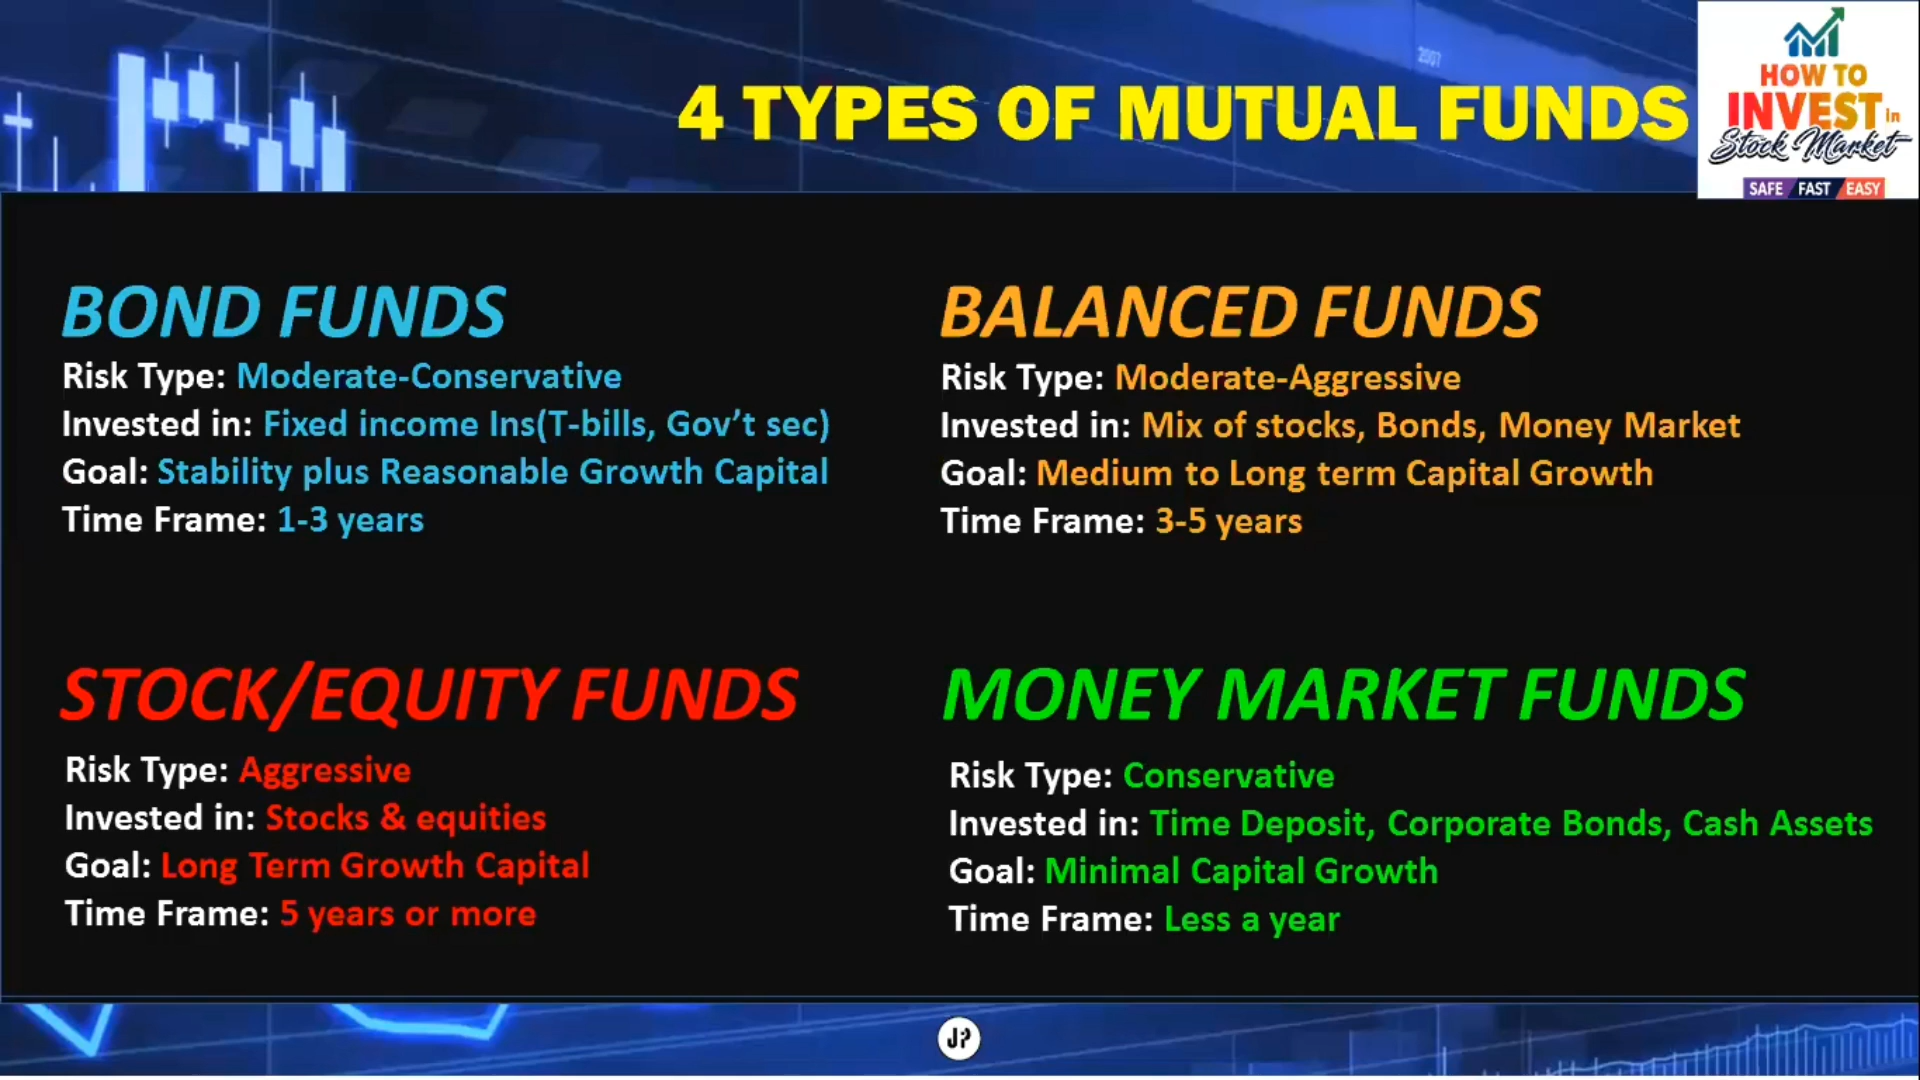 2007
4 TYPES OF MUTUAL FUNDS
HOW TO
INVEST in
Stock Market
SAFE FAST EASY
BOND FUNDS
Risk Type: Moderate-Conservative
Invested in: Fixed income Ins(T-bills, Gov’t sec)
Goal: Stability plus Reasonable Growth Capital
Time Frame: 1-3 years
BALANCED FUNDS
Risk Type: Moderate-Aggressive
Invested in: Mix of stocks, Bonds, Money Market
Goal: Medium to Long term Capital Growth
Time Frame: 3-5 years
STOCK/EQUITY FUNDS
Risk Type: Aggressive
Invested in: Stocks & equities
Goal: Long Term Growth Capital
Time Frame: 5 years or more
MONEY MARKET FUNDS
Risk Type: Conservative
Invested in: Time Deposit, Corporate Bonds, Cash Assets
Goal: Minimal Capital Growth
Time Frame: Less a year